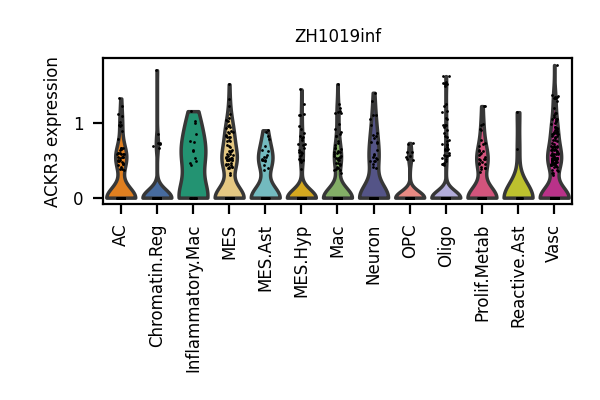 ZH1019inf
ACKR3 expression
1
0
AC
Chromatin.Reg
Inflammatory.Mac
MES
MES.Ast
MES.Hyp
Mac
Neuron
OPC
Oligo
Prolif.Metab
Reactive.Ast
Vasc